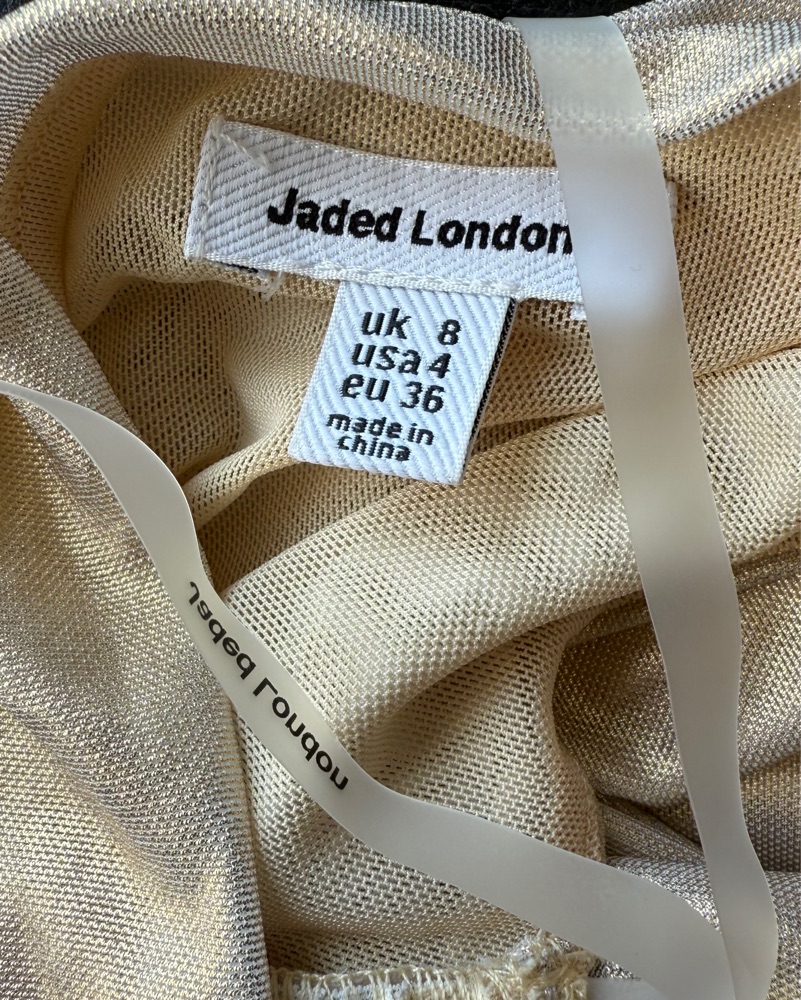 Jaded London
uk 8
usa 4
eu 36
made in
china
Jaded London